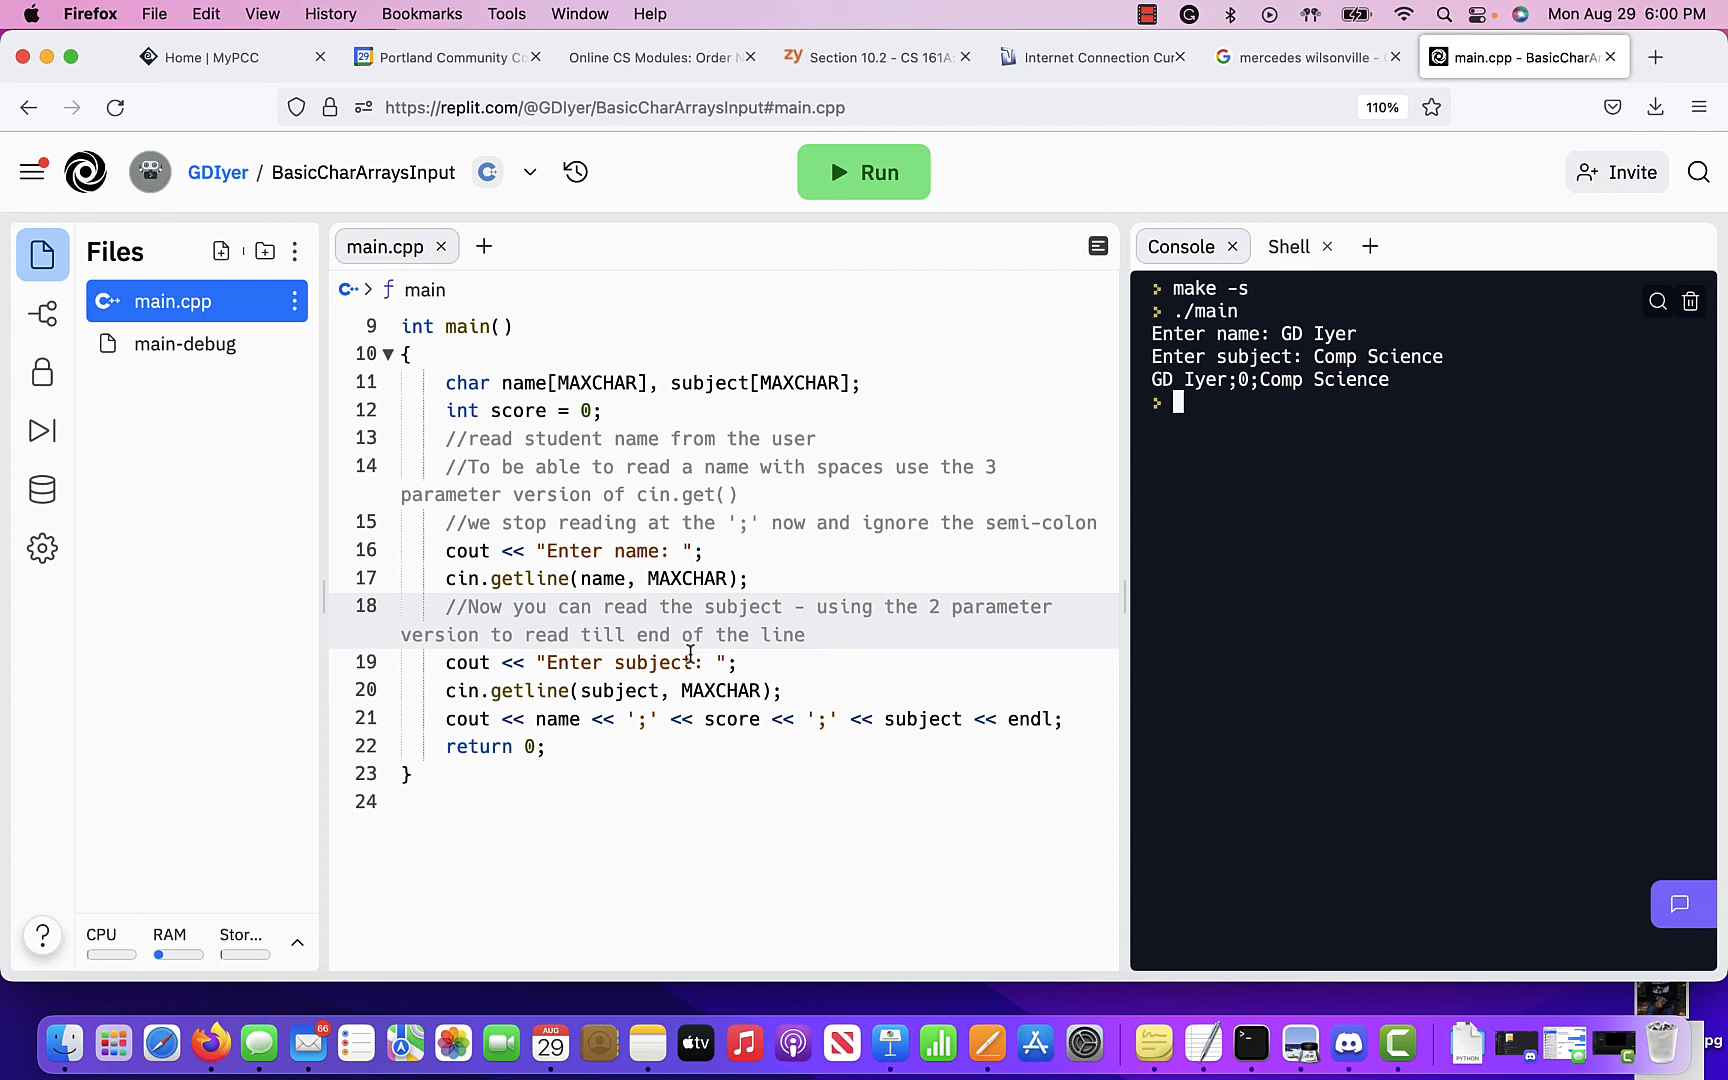 Firefox File Edit View History Bookmarks Tools Window Help Mon Aug 29 6:00 PM
Home | MyPCC Portland Community Co Online CS Modules: Order N zy Section 10.2 - CS 161A: Internet Connection Cur mercedes wilsonville - main.cpp - BasicCharA
https://replit.com/@GDIyer/BasicCharArraysInput#main.cpp 110%
GDIyer / BasicCharArraysInput Run Invite
Files
main.cpp
main-debug
main.cpp
main
9 int main()
10 {
11 char name[MAXCHAR], subject[MAXCHAR];
12 int score = 0;
13 //read student name from the user
14 //To be able to read a name with spaces use the 3
parameter version of cin.get()
15 //we stop reading at the ';' now and ignore the semi-colon
16 cout << "Enter name: ";
17 cin.getline(name, MAXCHAR);
18 //Now you can read the subject - using the 2 parameter
version to read till end of the line
19 cout << "Enter subject: ";
20 cin.getline(subject, MAXCHAR);
21 cout << name << ';' << score << ';' << subject << endl;
22 return 0;
23 }
24
Console Shell
make -s
./main
Enter name: GD Iyer
Enter subject: Comp Science
GD Iyer;0;Comp Science
CPU RAM Stor...
66
AUG
29
tv
PYTHON
pg